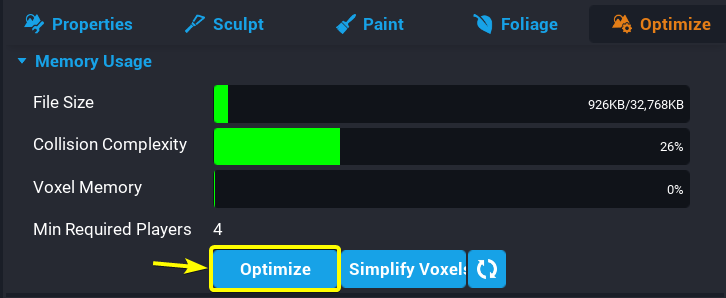 Properties Sculpt Paint Foliage Optimize
Memory Usage
File Size 926KB/32,768KB
Collision Complexity 26%
Voxel Memory 0%
Min Required Players 4
Optimize Simplify Voxels